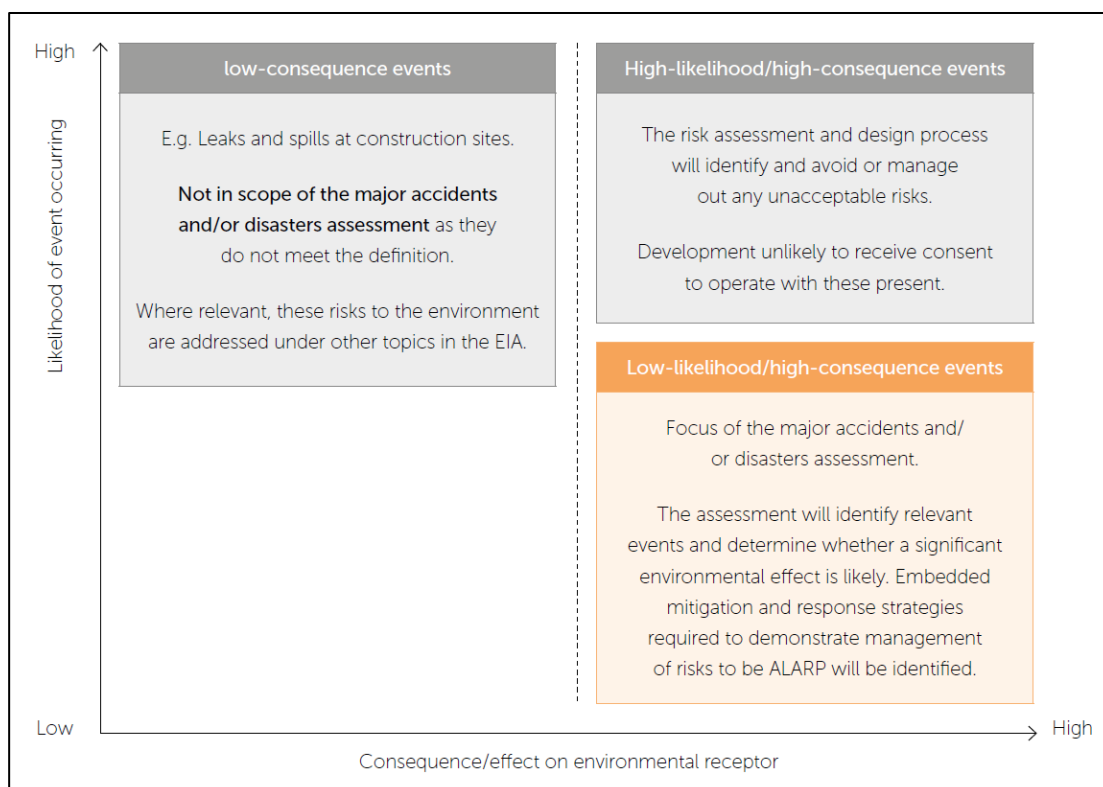 High
Likelihood of event occurring
low-consequence events
E.g. Leaks and spills at construction sites.
Not in scope of the major accidents
and/or disasters assessment as they
do not meet the definition.
Where relevant, these risks to the environment
are addressed under other topics in the EIA.
High-likelihood/high-consequence events
The risk assessment and design process
will identify and avoid or manage
out any unacceptable risks.
Development unlikely to receive consent
to operate with these present.
Low-likelihood/high-consequence events
Focus of the major accidents and/
or disasters assessment.
The assessment will identify relevant
events and determine whether a significant
environmental effect is likely. Embedded
mitigation and response strategies
required to demonstrate management
of risks to be ALARP will be identified.
Low
High
Consequence/effect on environmental receptor